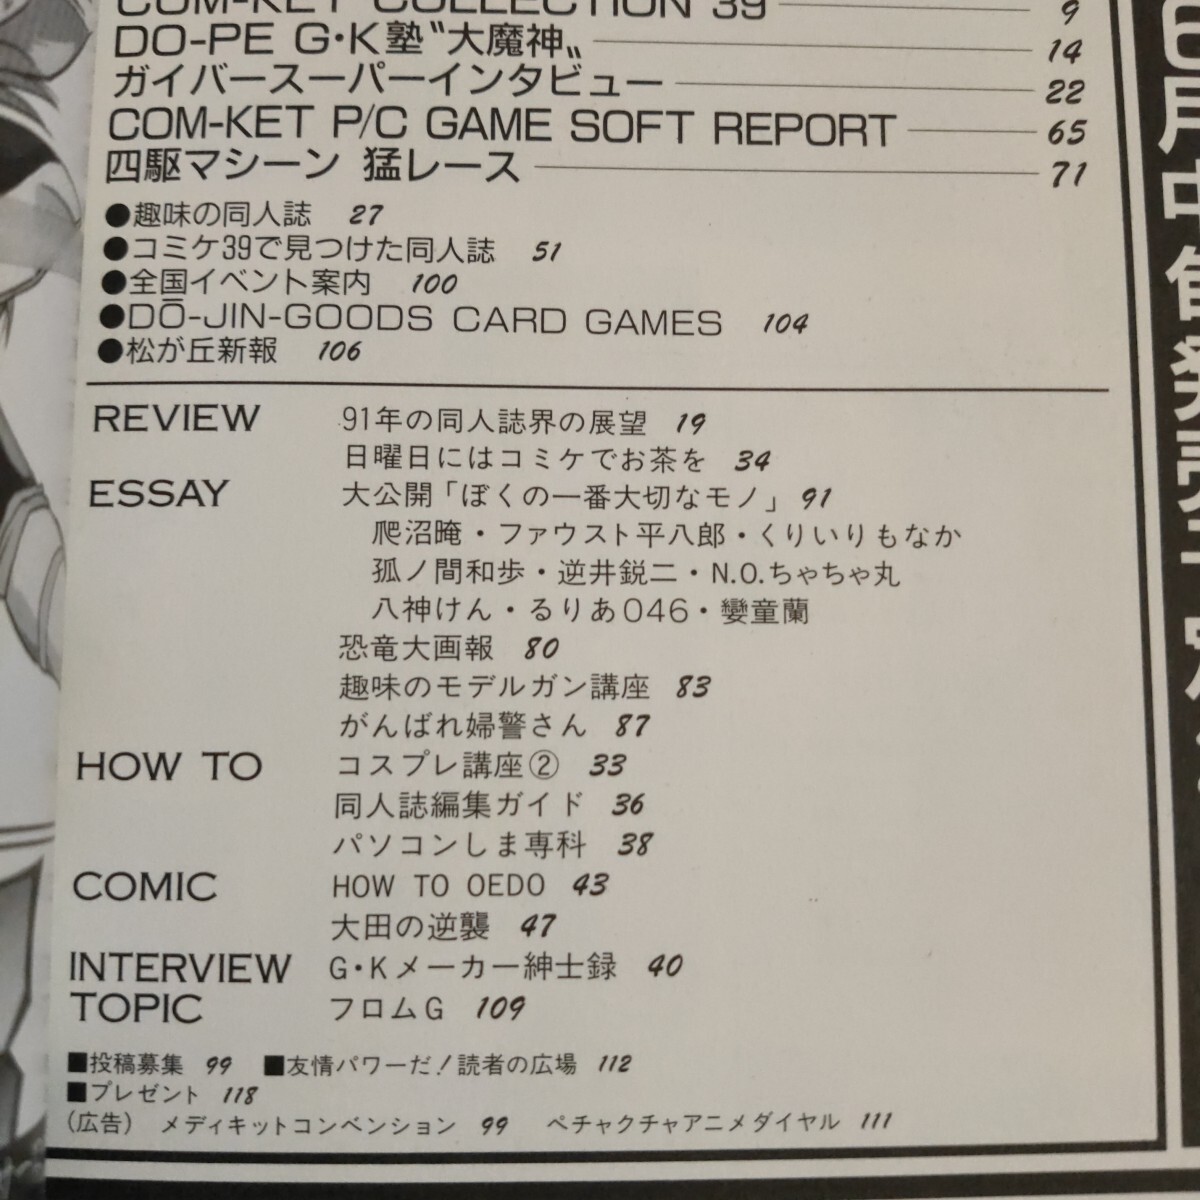 COM-KET COLLECTION 39 9
DO-PE G・K塾〝大魔神〟 14
ガイバースーパーインタビュー 22
COM-KET P/C GAME SOFT REPORT 65
四駆マシーン 猛レース 71
●趣味の同人誌 27
●コミケ39で見つけた同人誌 51
●全国イベント案内 100
●DŌ-JIN-GOODS CARD GAMES 104
●松が丘新報 106
REVIEW 91年の同人誌界の展望 19
日曜日にはコミケでお茶を 34
ESSAY 大公開「ぼくの一番大切なモノ」 91
爬沼晻・ファウスト平八郎・くりいりもなか
孤ノ間和歩・逆井鋭二・N.O.ちゃちゃ丸
八神けん・るりあ046・孌童蘭
恐竜大画報 80
趣味のモデルガン講座 83
がんばれ婦警さん 87
HOW TO コスプレ講座② 33
同人誌編集ガイド 36
パソコンしま専科 38
COMIC HOW TO OEDO 43
大田の逆襲 47
INTERVIEW G・Kメーカー紳士録 40
TOPIC フロムG 109
■投稿募集 99 ■友情パワーだ!読者の広場 112
■プレゼント 118
(広告) メディキットコンベンション 99 ペチャクチャアニメダイヤル 111
6月中旬発売予定